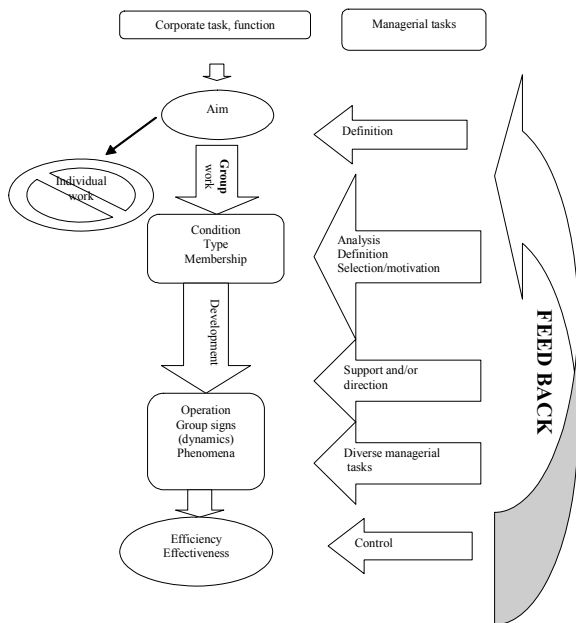 Corporate task, function
Managerial tasks
Aim
Definition
Individual
work
Group
work
Condition
Type
Membership
Analysis
Definition
Selection/motivation
Development
Support and/or
direction
Operation
Group signs
(dynamics)
Phenomena
Diverse managerial
tasks
Efficiency
Effectiveness
Control
FEED BACK